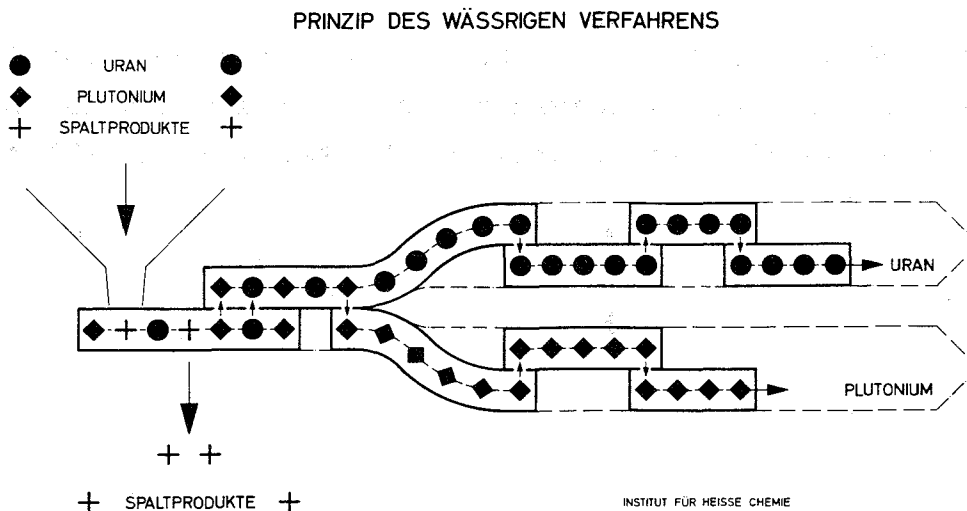 PRINZIP DES WÄSSRIGEN VERFAHRENS
URAN
PLUTONIUM
SPALTPRODUKTE
URAN
PLUTONIUM
SPALTPRODUKTE
INSTITUT FÜR HEISSE CHEMIE